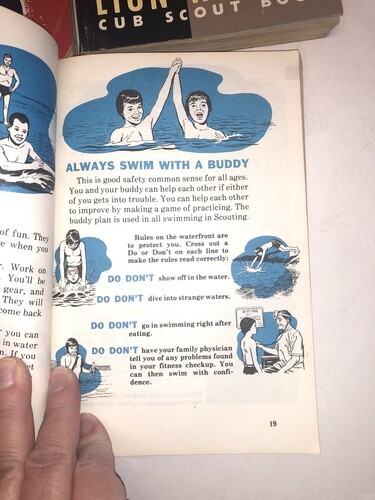 LION
CUB SCOUT BOO
of fun. They
e when you
r. Work on
You'll be
gear, and
They will
come back
r you can
in water
n. If you
et
ALWAYS SWIM WITH A BUDDY
This is good safety common sense for all ages.
You and your buddy can help each other if either
of you gets into trouble. You can help each other
to improve by making a game of practicing. The
buddy plan is used in all swimming in Scouting.
Rules on the waterfront are
to protect you. Cross out a
Do or Don't on each line to
make the rules read correctly:
DO DON'T show off in the water.
DO DON'T dive into strange waters.
DO DON'T go in swimming right after
eating.
DO DON'T have your family physician
tell you of any problems found
in your fitness checkup. You
can then swim with confi-
dence.
19